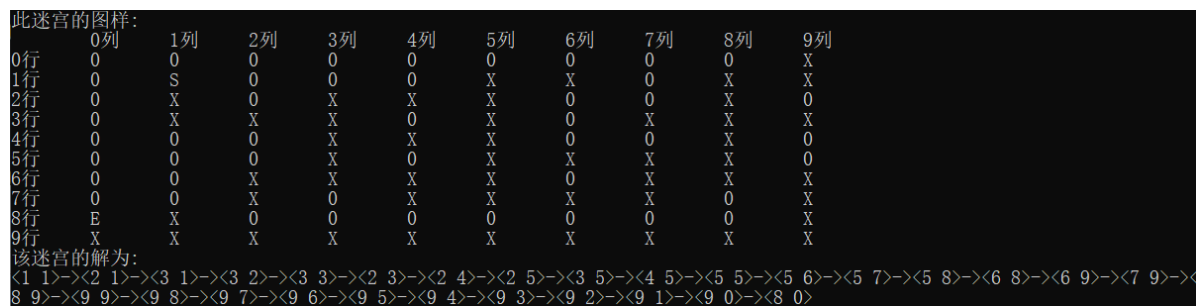 此迷宫的图样:
0列 1列 2列 3列 4列 5列 6列 7列 8列 9列
0行 0 0 0 0 0 0 0 0 0 X
1行 0 S 0 0 0 X X 0 X X
2行 0 X 0 X X X 0 0 X 0
3行 0 X X X 0 X 0 X X X
4行 0 0 0 X X X 0 X X 0
5行 0 0 0 X 0 X X X X 0
6行 0 0 X X X X 0 X X X
7行 0 0 X 0 X X X X 0 X
8行 E X 0 0 0 0 0 0 0 X
9行 X X X X X X X X X X
该迷宫的解为:
<1 1>-><2 1>-><3 1>-><3 2>-><3 3>-><2 3>-><2 4>-><2 5>-><3 5>-><4 5>-><5 5>-><5 6>-><5 7>-><5 8>-><6 8>-><6 9>-><7 9>-><
8 9>-><9 9>-><9 8>-><9 7>-><9 6>-><9 5>-><9 4>-><9 3>-><9 2>-><9 1>-><9 0>-><8 0>